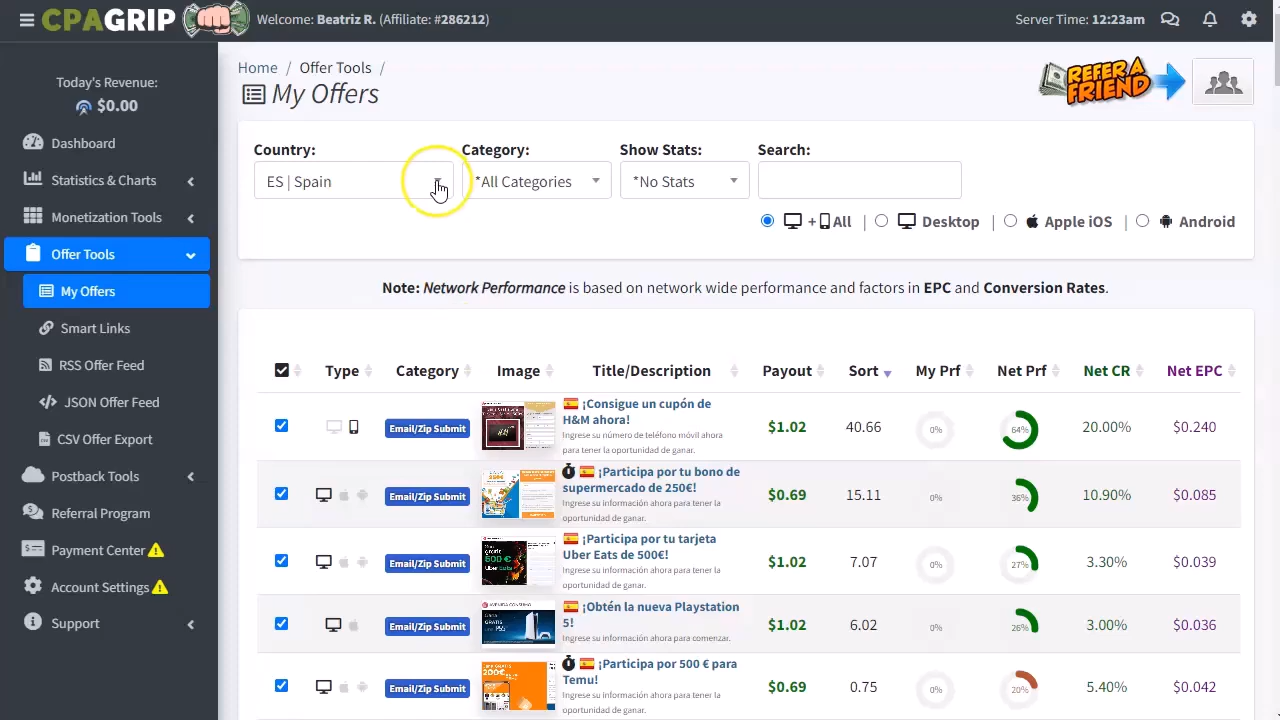 CPAGRIP
Welcome: Beatriz R. (Affiliate: #286212)
Server Time: 12:23am
Today's Revenue:
$0.00
Dashboard
Statistics & Charts
Monetization Tools
Offer Tools
My Offers
Smart Links
RSS Offer Feed
JSON Offer Feed
CSV Offer Export
Postback Tools
Referral Program
Payment Center
Account Settings
Support
Home / Offer Tools /
My Offers
REFER A
FRIEND
Country: Category: Show Stats: Search:
ES | Spain *All Categories *No Stats
+ All | Desktop | Apple iOS | Android
Note: Network Performance is based on network wide performance and factors in EPC and Conversion Rates.
Type Category Image Title/Description Payout Sort My Prf Net Prf Net CR Net EPC
¡Consigue un cupón de
H&M ahora!
Ingrese su número de teléfono móvil ahora
para tener la oportunidad de ganar.
Email/Zip Submit $1.02 40.66 0% 64% 20.00% $0.240
¡Participa por tu bono de
supermercado de 250€!
Ingrese su información ahora para tener la
oportunidad de ganar.
Email/Zip Submit $0.69 15.11 0% 36% 10.90% $0.085
¡Participa por tu tarjeta
Uber Eats de 500€!
Ingrese su información ahora para tener la
oportunidad de ganar.
Email/Zip Submit $1.02 7.07 0% 27% 3.30% $0.039
¡Obtén la nueva Playstation
5!
Ingrese su información ahora para comenzar.
Email/Zip Submit $1.02 6.02 0% 26% 3.00% $0.036
¡Participa por 500 € para
Temu!
Ingrese su información ahora para tener la
oportunidad de ganar.
Email/Zip Submit $0.69 0.75 0% 20% 5.40% $0.042